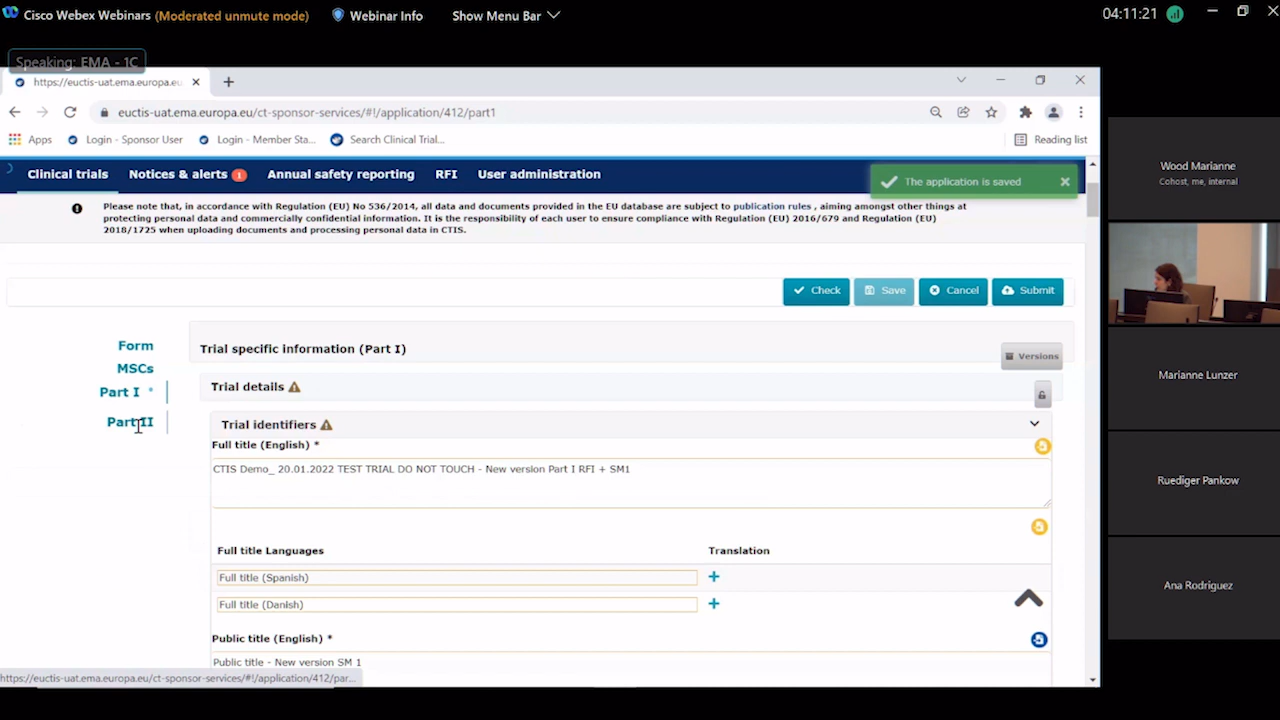 Cisco Webex Webinars (Moderated unmute mode) Webinar Info Show Menu Bar 04:11:21
Speaking: EMA - 1C
https://euctis-uat.ema.europa.eu
euctis-uat.ema.europa.eu/ct-sponsor-services/#!/application/412/part1
Apps Login - Sponsor User Login - Member Sta... Search Clinical Trial... Reading list
Clinical trials Notices & alerts 1 Annual safety reporting RFI User administration
The application is saved
Please note that, in accordance with Regulation (EU) No 536/2014, all data and documents provided in the EU database are subject to publication rules , aiming amongst other things at
protecting personal data and commercially confidential information. It is the responsibility of each user to ensure compliance with Regulation (EU) 2016/679 and Regulation (EU)
2018/1725 when uploading documents and processing personal data in CTIS.
Check Save Cancel Submit
Form
MSCs
Part I *
Part II
Trial specific information (Part I)
Versions
Trial details
Trial identifiers
Full title (English) *
CTIS Demo_ 20.01.2022 TEST TRIAL DO NOT TOUCH - New version Part I RFI + SM1
Full title Languages Translation
Full title (Spanish) +
Full title (Danish) +
Public title (English) *
Public title - New version SM 1
https://euctis-uat.ema.europa.eu/ct-sponsor-services/#!/application/412/par...
Wood Marianne
Cohost, me, internal
Marianne Lunzer
Ruediger Pankow
Ana Rodriguez